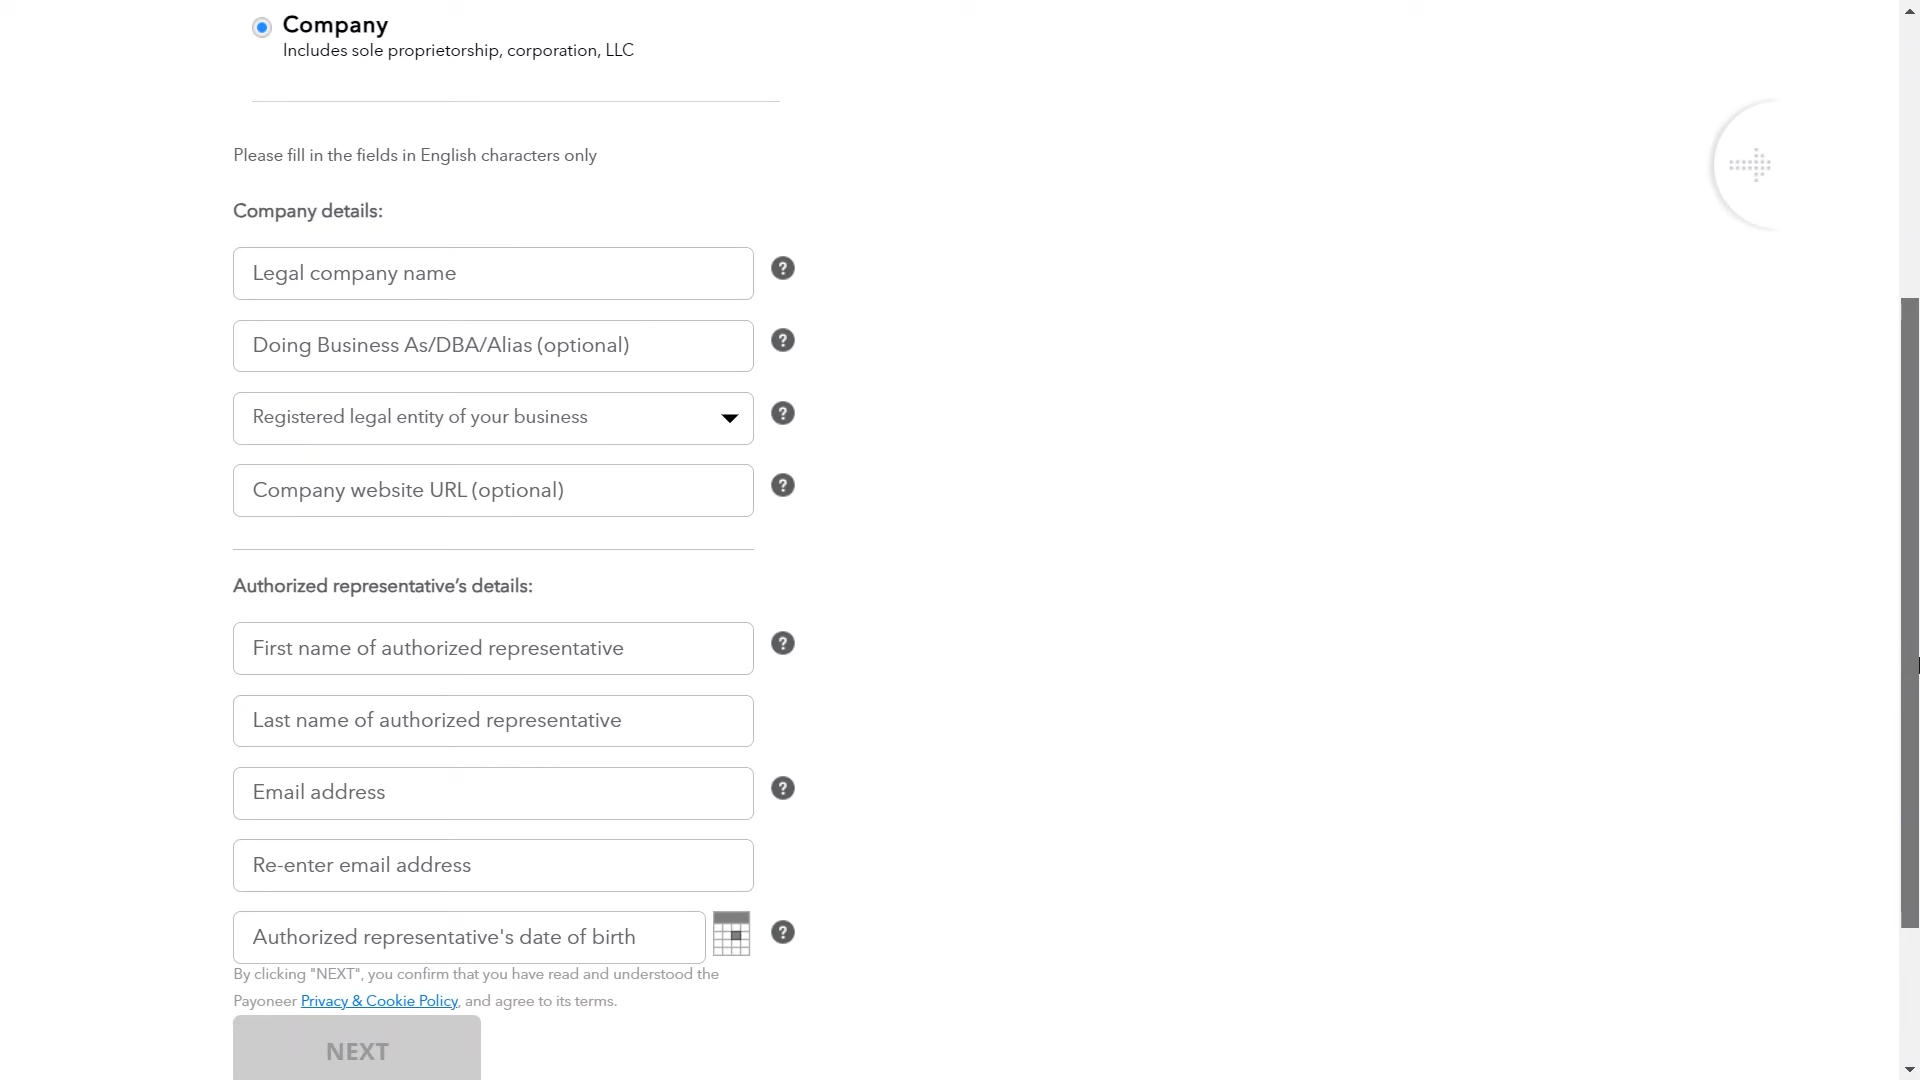 Company
Includes sole proprietorship, corporation, LLC
Please fill in the fields in English characters only
Company details:
Legal company name
?
Doing Business As/DBA/Alias (optional)
?
Registered legal entity of your business
?
Company website URL (optional)
?
Authorized representative’s details:
First name of authorized representative
?
Last name of authorized representative
Email address
?
Re-enter email address
Authorized representative's date of birth
?
By clicking "NEXT", you confirm that you have read and understood the
Payoneer Privacy & Cookie Policy, and agree to its terms.
NEXT